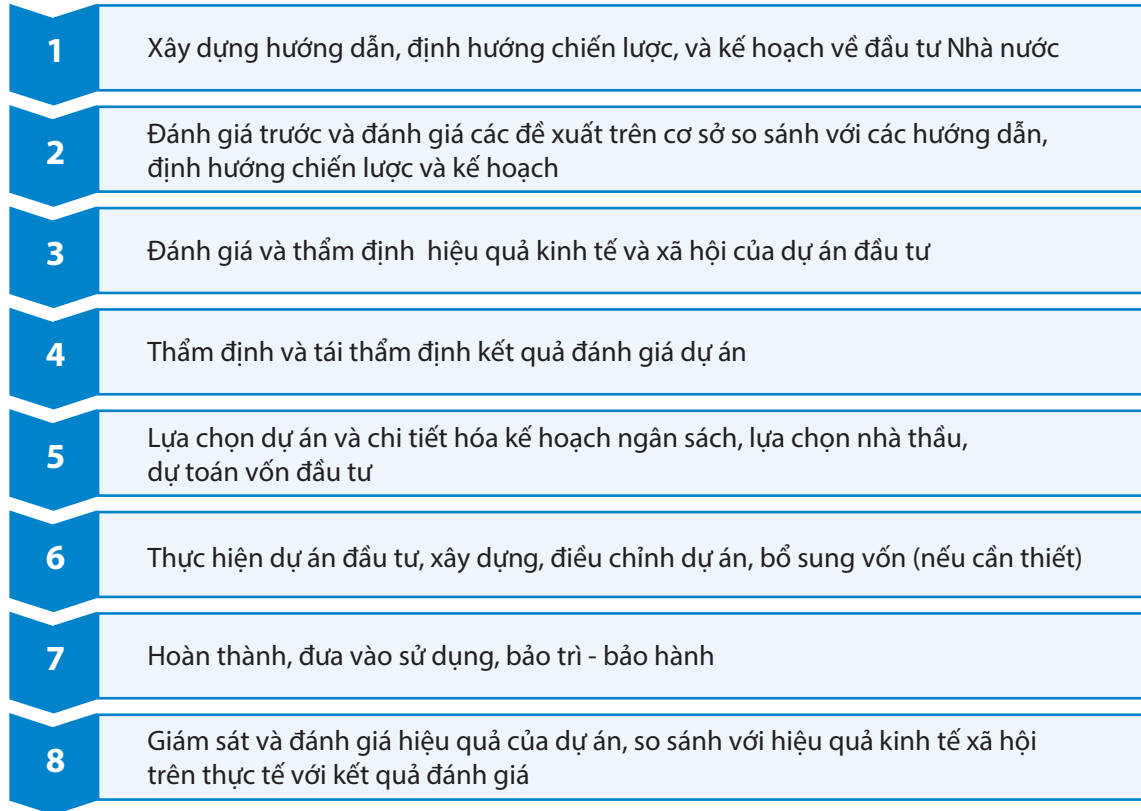 1
Xây dựng hướng dẫn, định hướng chiến lược, và kế hoạch về đầu tư Nhà nước
2
Đánh giá trước và đánh giá các đề xuất trên cơ sở so sánh với các hướng dẫn,
định hướng chiến lược và kế hoạch
3
Đánh giá và thẩm định hiệu quả kinh tế và xã hội của dự án đầu tư
4
Thẩm định và tái thẩm định kết quả đánh giá dự án
5
Lựa chọn dự án và chi tiết hóa kế hoạch ngân sách, lựa chọn nhà thầu,
dự toán vốn đầu tư
6
Thực hiện dự án đầu tư, xây dựng, điều chỉnh dự án, bổ sung vốn (nếu cần thiết)
7
Hoàn thành, đưa vào sử dụng, bảo trì - bảo hành
8
Giám sát và đánh giá hiệu quả của dự án, so sánh với hiệu quả kinh tế xã hội
trên thực tế với kết quả đánh giá